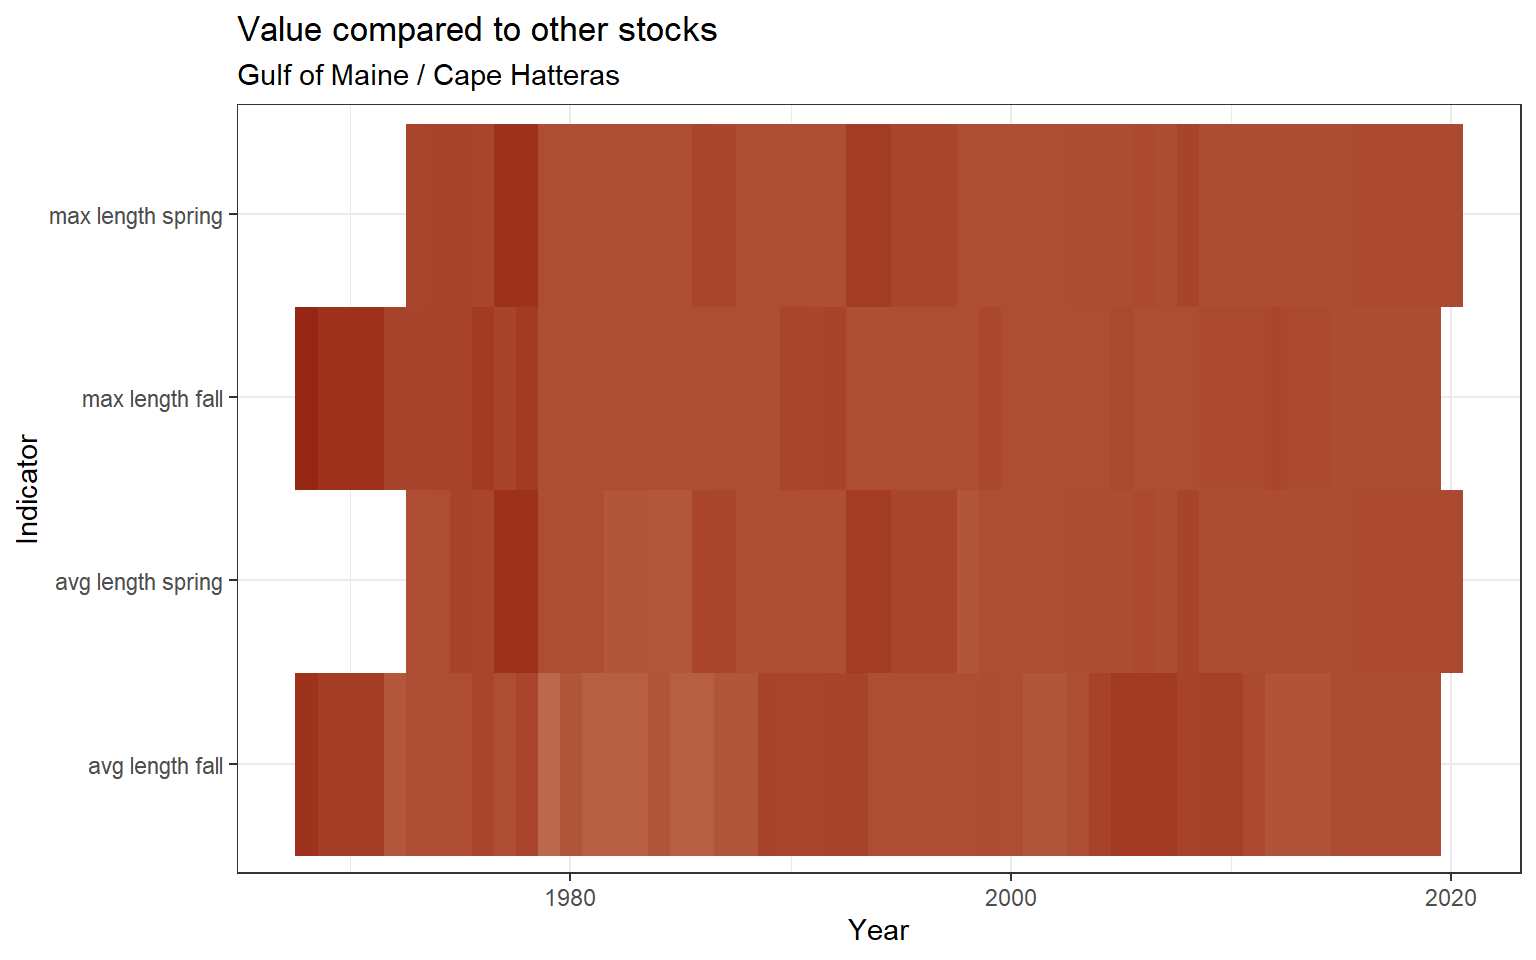 Value compared to other stocks
Gulf of Maine / Cape Hatteras
Indicator
max length spring
max length fall
avg length spring
avg length fall
1980
2000
2020
Year